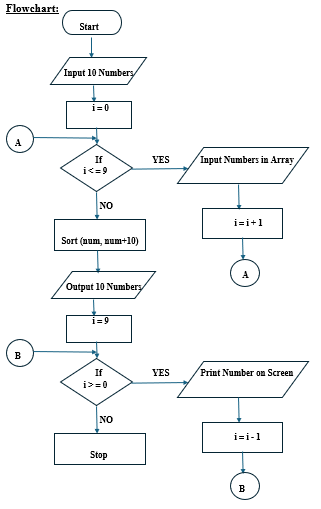 Flowchart:
Start
Input 10 Numbers
i = 0
A
If
i < = 9
YES
Input Numbers in Array
NO
i = i + 1
Sort (num, num+10)
A
Output 10 Numbers
i = 9
B
If
i > = 0
YES
Print Number on Screen
NO
i = i - 1
Stop
B